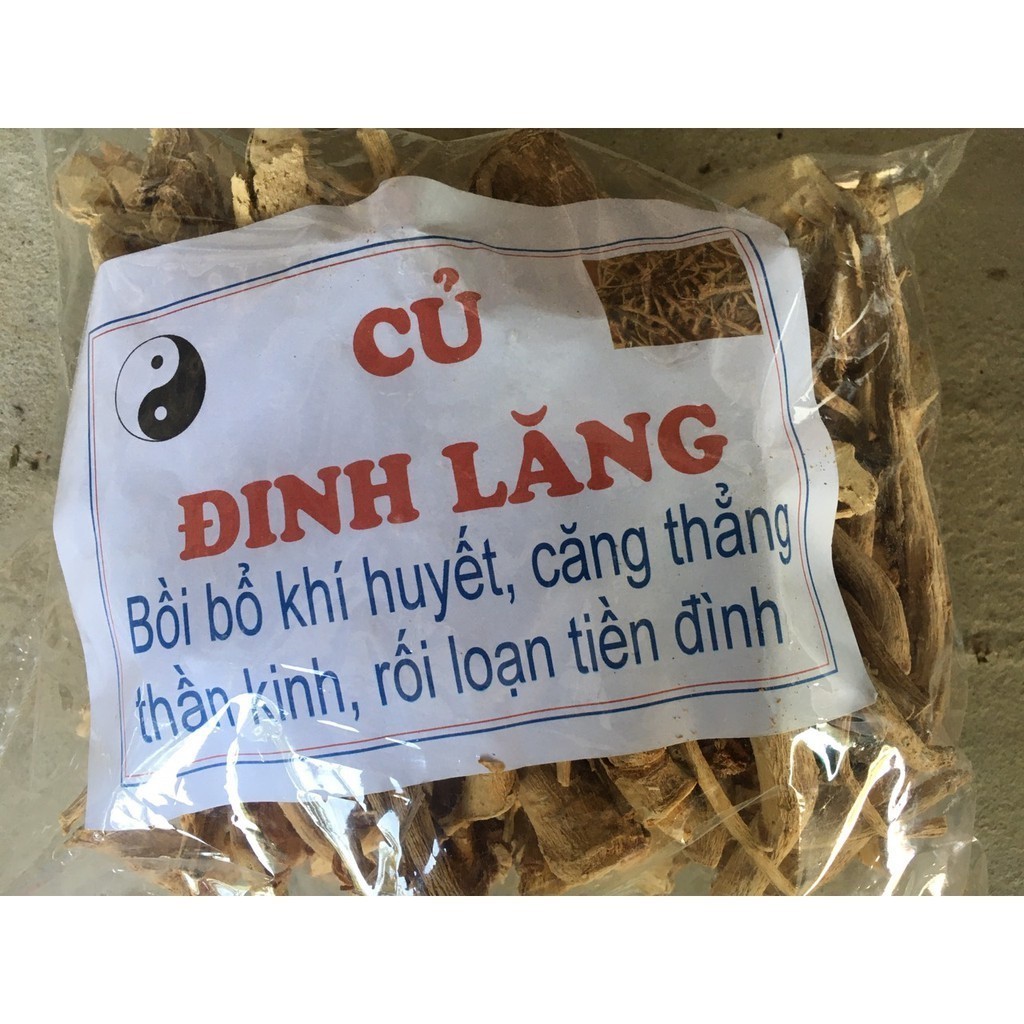 CỦ
ĐINH LĂNG
Bồi bổ khí huyết, căng thẳng
thần kinh, rối loạn tiền đình